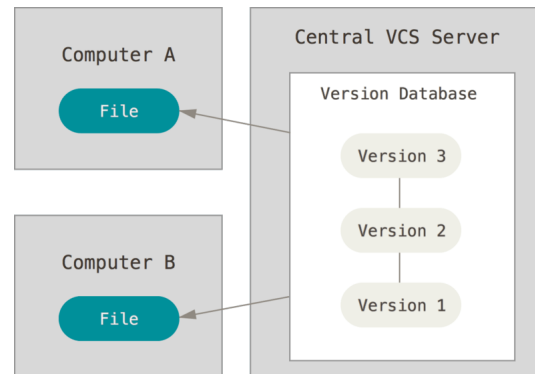 Computer A
File
Computer B
File
Central VCS Server
Version Database
Version 3
Version 2
Version 1